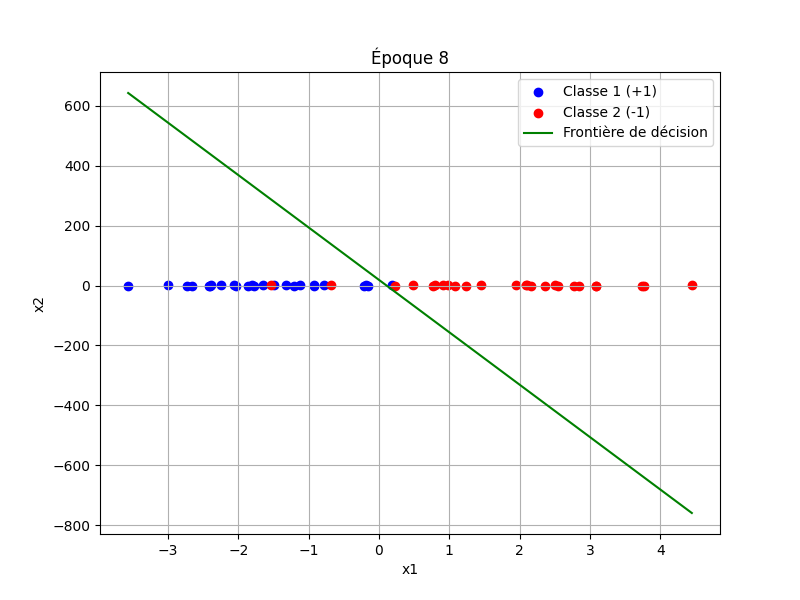 Époque 8
Classe 1 (+1)
Classe 2 (-1)
Frontière de décision
600
400
200
0
−200
−400
−600
−800
x2
−3 −2 −1 0 1 2 3 4
x1